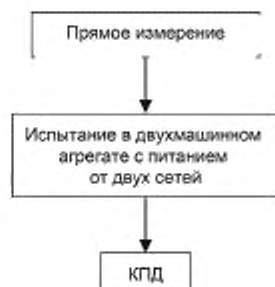 Прямое измерение
Испытание в двухмашинном
агрегате с питанием
от двух сетей
КПД